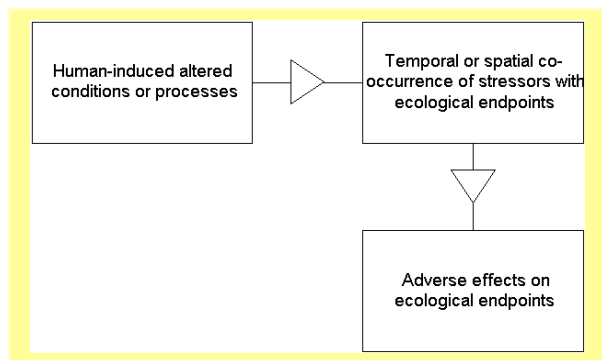 Human-induced altered
conditions or processes
Temporal or spatial co-
occurrence of stressors with
ecological endpoints
Adverse effects on
ecological endpoints